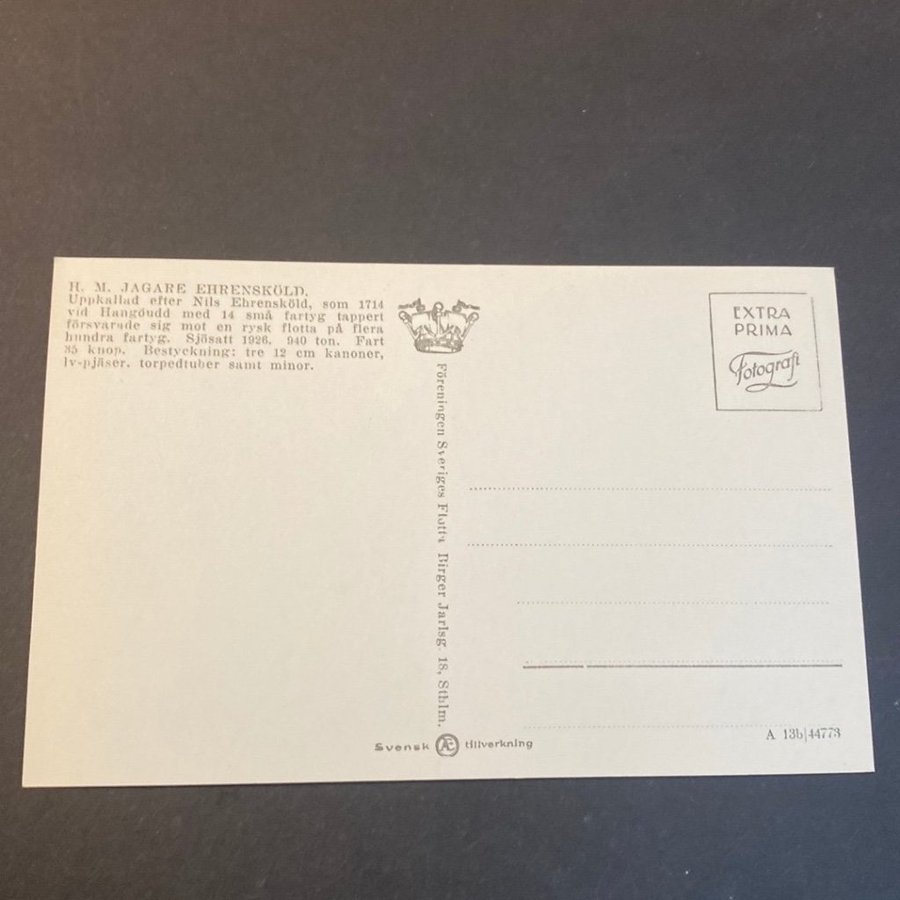 H. M. JAGARE EHRENSKÖLD.
Uppkallad efter Nils Ehrensköld, som 1714
vid Hangöudd med 14 små fartyg tappert
försvarade sig mot en rysk flotta på flera
hundra fartyg. Sjösatt 1926. 940 ton. Fart
35 knop. Bestyckning: tre 12 cm kanoner,
lv-pjäser, torpedtuber samt minor.
Föreningen Sveriges Flotta Birger Jarlsg. 18, Sthlm.
EXTRA
PRIMA
Fotografi
Svensk Æ tillverkning
A 13b|44773